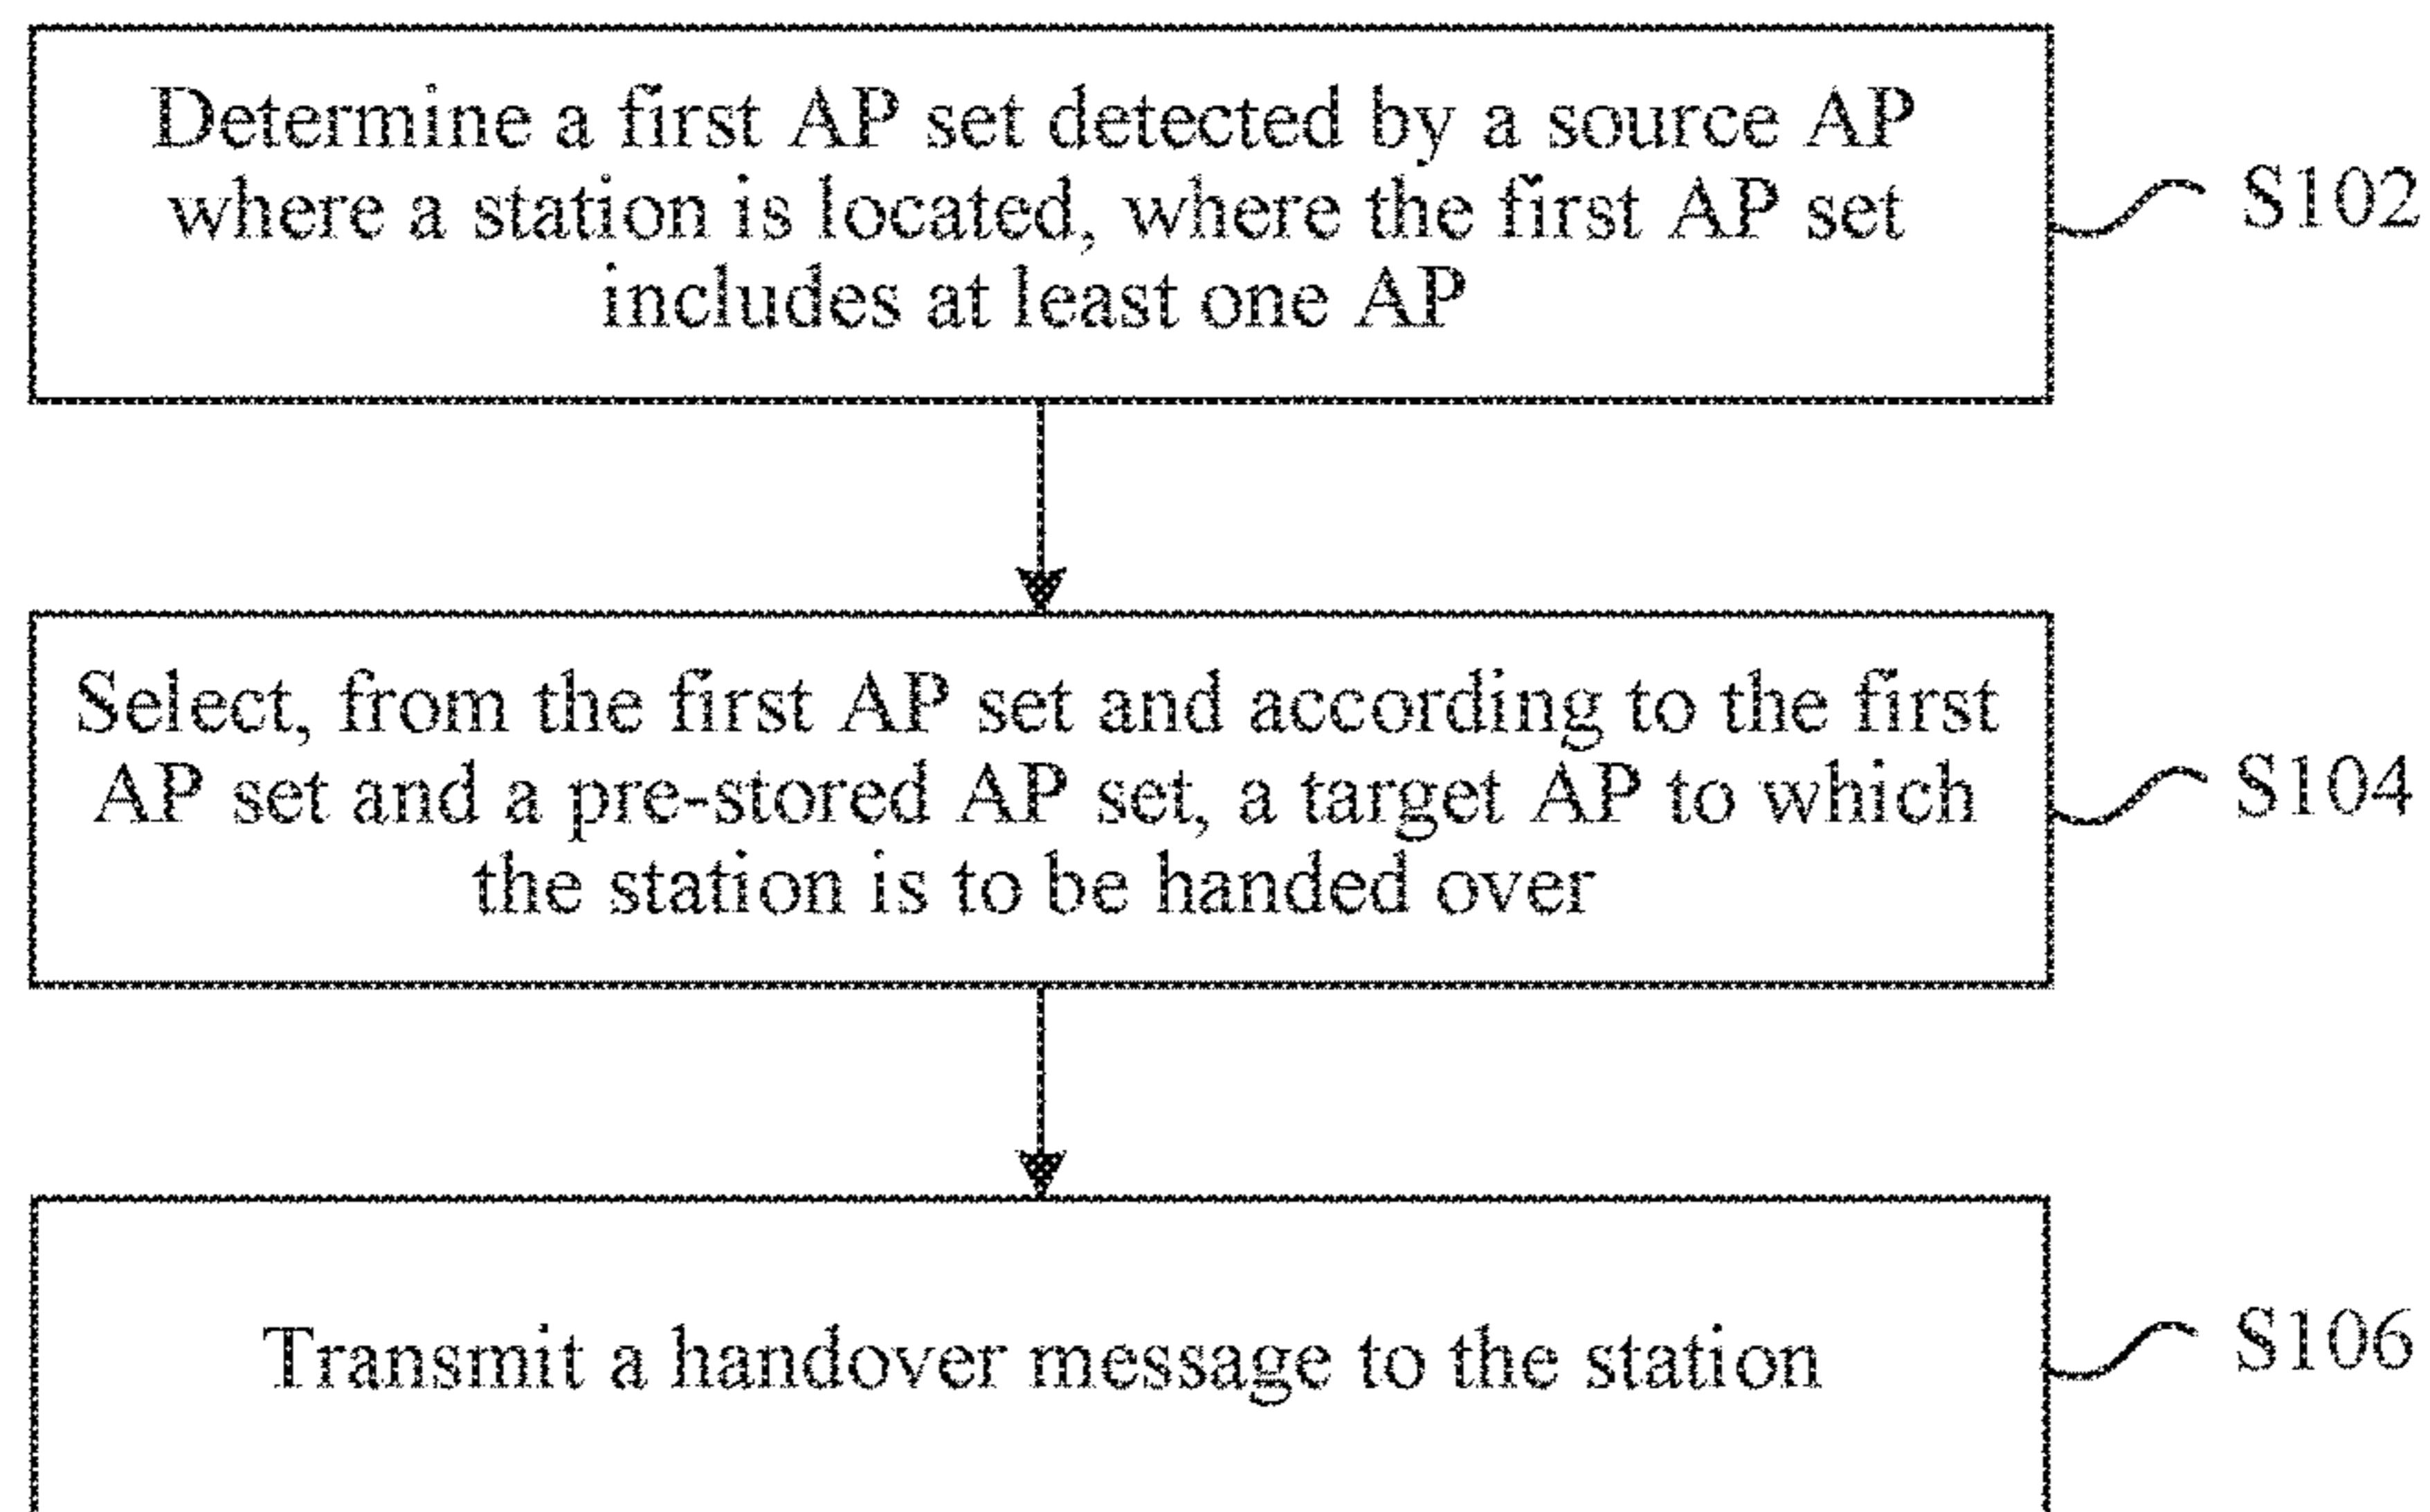 Determine a first AP set detected by a source AP
where a station is located, where the first AP set
includes at least one AP
S102
Select, from the first AP set and according to the first
AP set and a pre-stored AP set, a target AP to which
the station is to be handed over
S104
Transmit a handover message to the station
S106